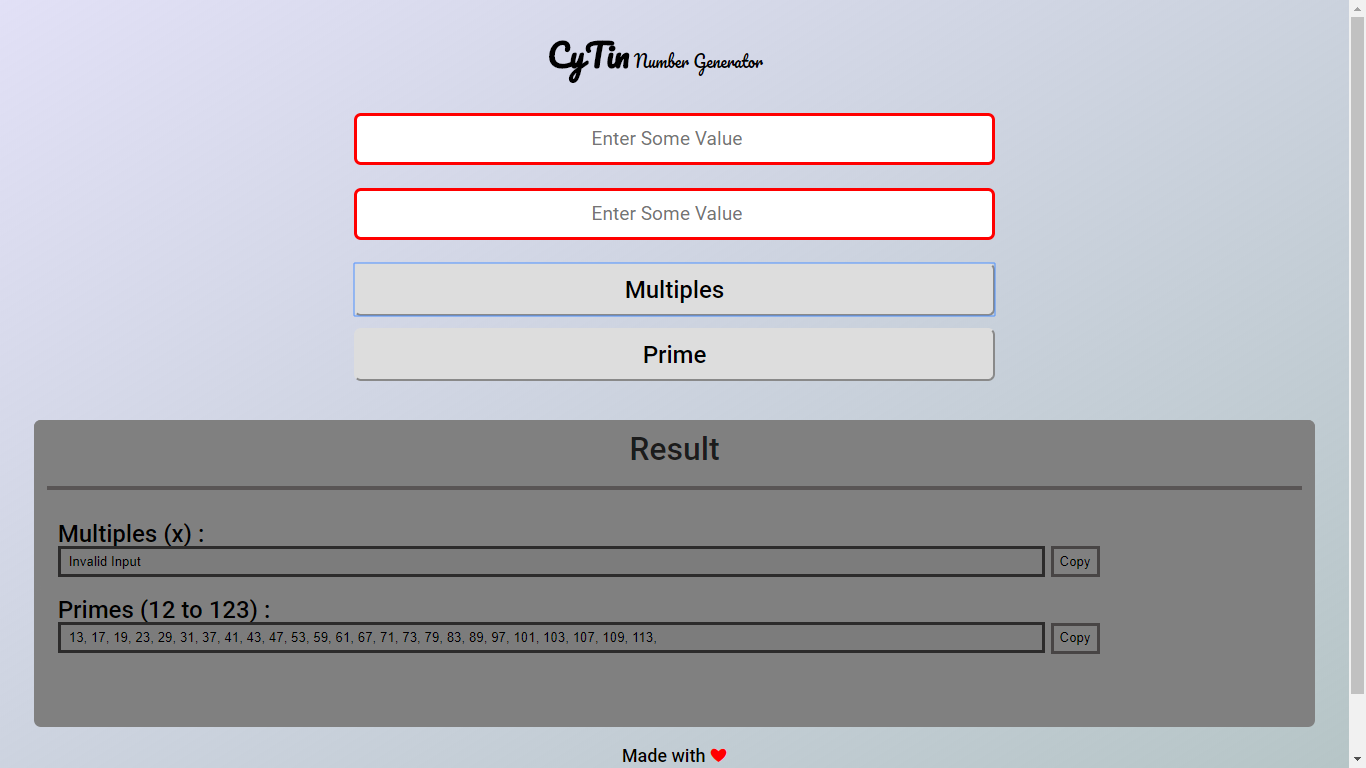 CyTin Number Generator
Enter Some Value
Enter Some Value
Multiples
Prime
Result
Multiples (x) :
Invalid Input Copy
Primes (12 to 123) :
13, 17, 19, 23, 29, 31, 37, 41, 43, 47, 53, 59, 61, 67, 71, 73, 79, 83, 89, 97, 101, 103, 107, 109, 113, Copy
Made with